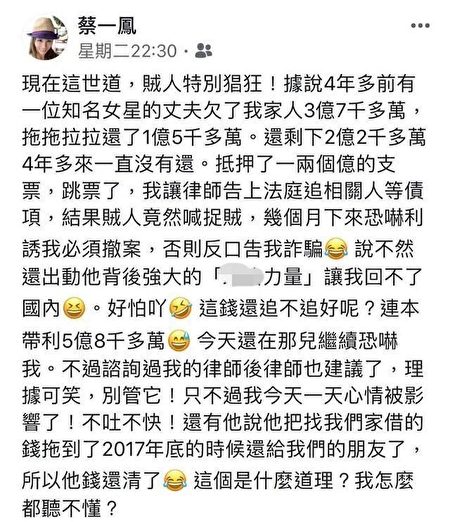 蔡一鳳
星期二22:30
現在這世道，賊人特別猖狂！據說4年多前有
一位知名女星的丈夫欠了我家人3億7千多萬，
拖拖拉拉還了1億5千多萬。還剩下2億2千多萬
4年多來一直沒有還。抵押了一兩個億的支
票，跳票了，我讓律師告上法庭追相關人等債
項，結果賊人竟然喊捉賊，幾個月下來恐嚇利
誘我必須撤案，否則反口告我詐騙😂 說不然
還出動他背後強大的「力量」讓我回不了
國內😆。好怕吖🤣 這錢還追不追好呢？連本
帶利5億8千多萬😅 今天還在那兒繼續恐嚇
我。不過諮詢過我的律師後律師也建議了，理
據可笑，別管它！只不過我今天一天心情被影
響了！不吐不快！還有他說他把找我們家借的
錢拖到了2017年底的時候還給我們的朋友了，
所以他錢還清了😂 這個是什麼道理？我怎麼
都聽不懂？